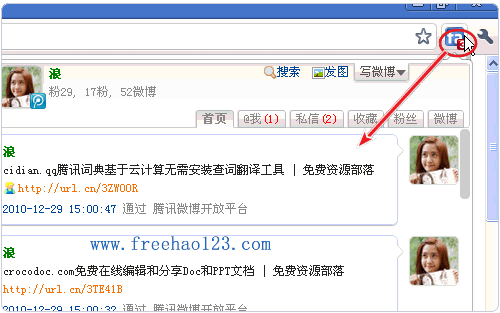 浪
粉29, 17粉, 52微博
搜索 发图 写微博
首页 @我(1) 私信(2) 收藏 粉丝 微博
浪
cidian.qq腾讯词典基于云计算无需安装查词翻译工具 | 免费资源部落
http://url.cn/3ZWOOR
2010-12-29 15:00:47 通过 腾讯微博开放平台
www.freehao123.com
浪
crocodoc.com免费在线编辑和分享Doc和PPT文档 | 免费资源部落
http://url.cn/3TE41B
2010-12-29 15:00:32 通过 腾讯微博开放平台